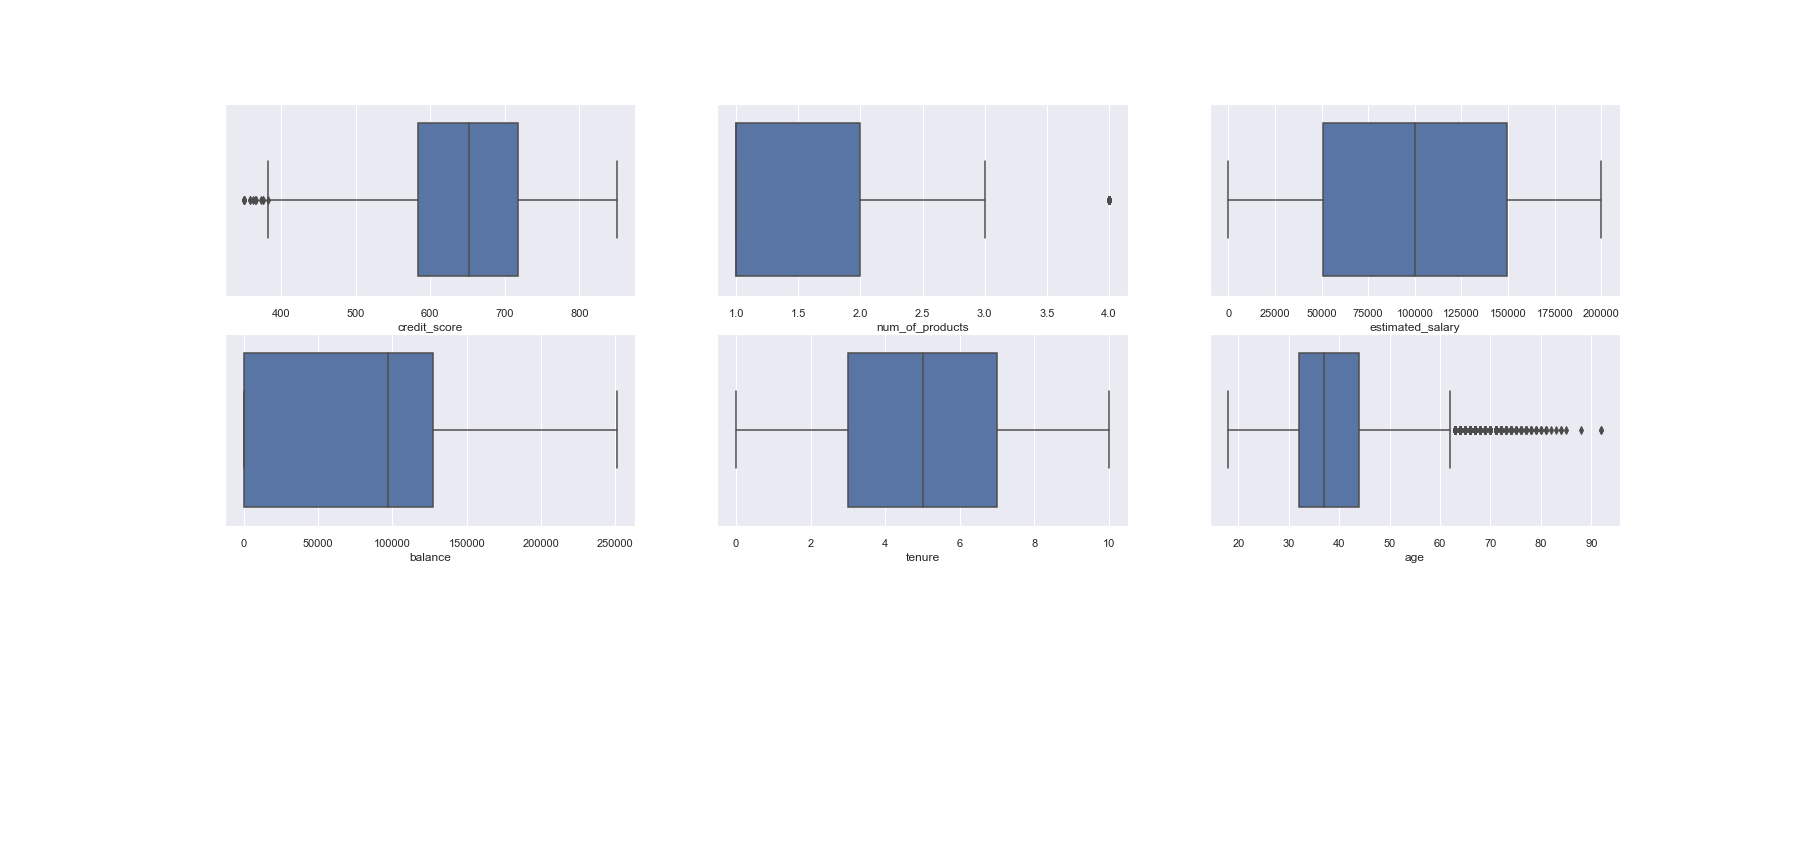 400 500 600 700 800
credit_score
1.0 1.5 2.0 2.5 3.0 3.5 4.0
num_of_products
0 25000 50000 75000 100000 125000 150000 175000 200000
estimated_salary
0 50000 100000 150000 200000 250000
balance
0 2 4 6 8 10
tenure
20 30 40 50 60 70 80 90
age